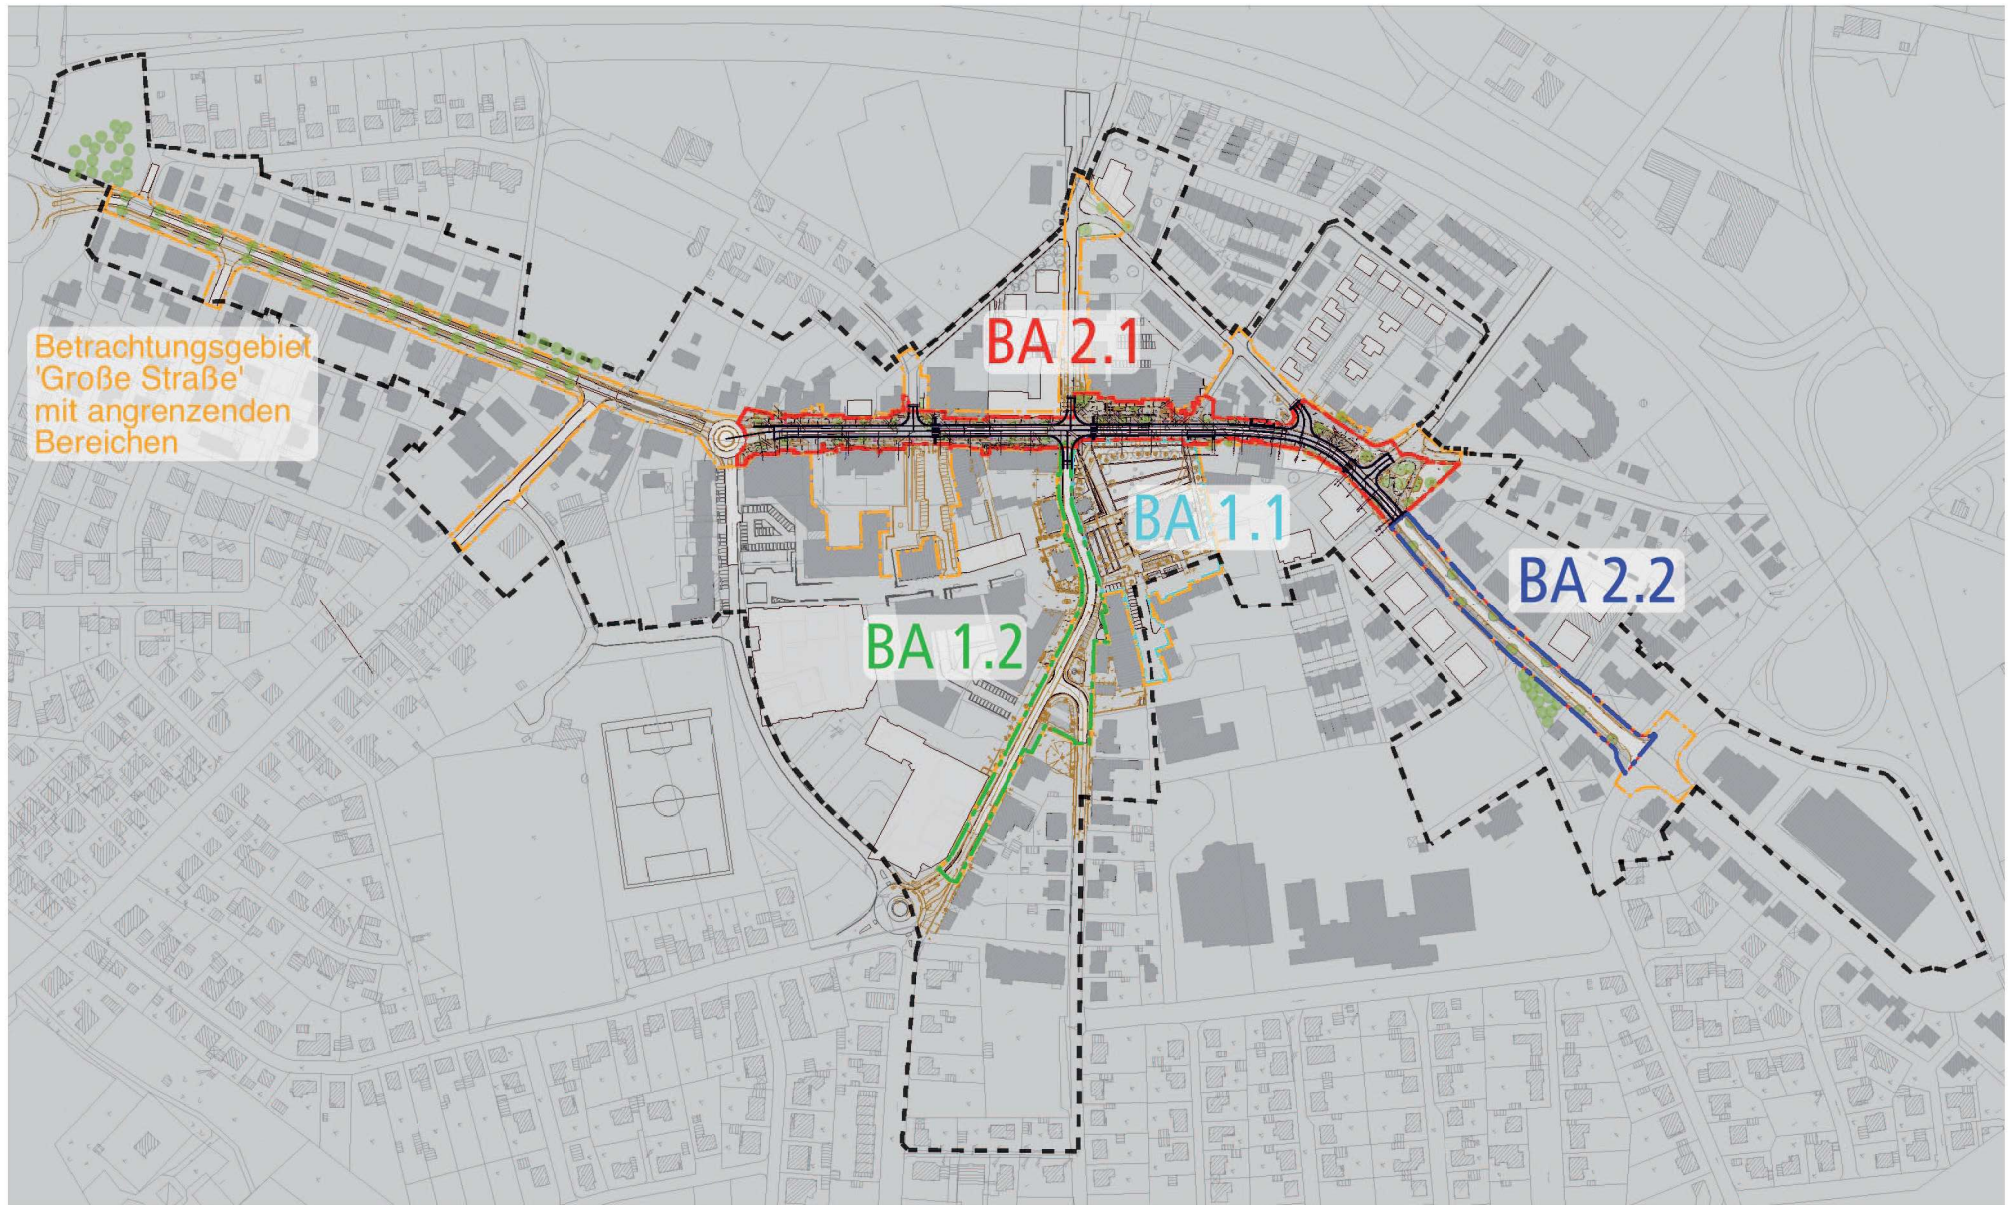 BA 2.1
Betrachtungsgebiet
'Große Straße'
mit angrenzenden
Bereichen
BA 1.1
BA 2.2
BA 1.2